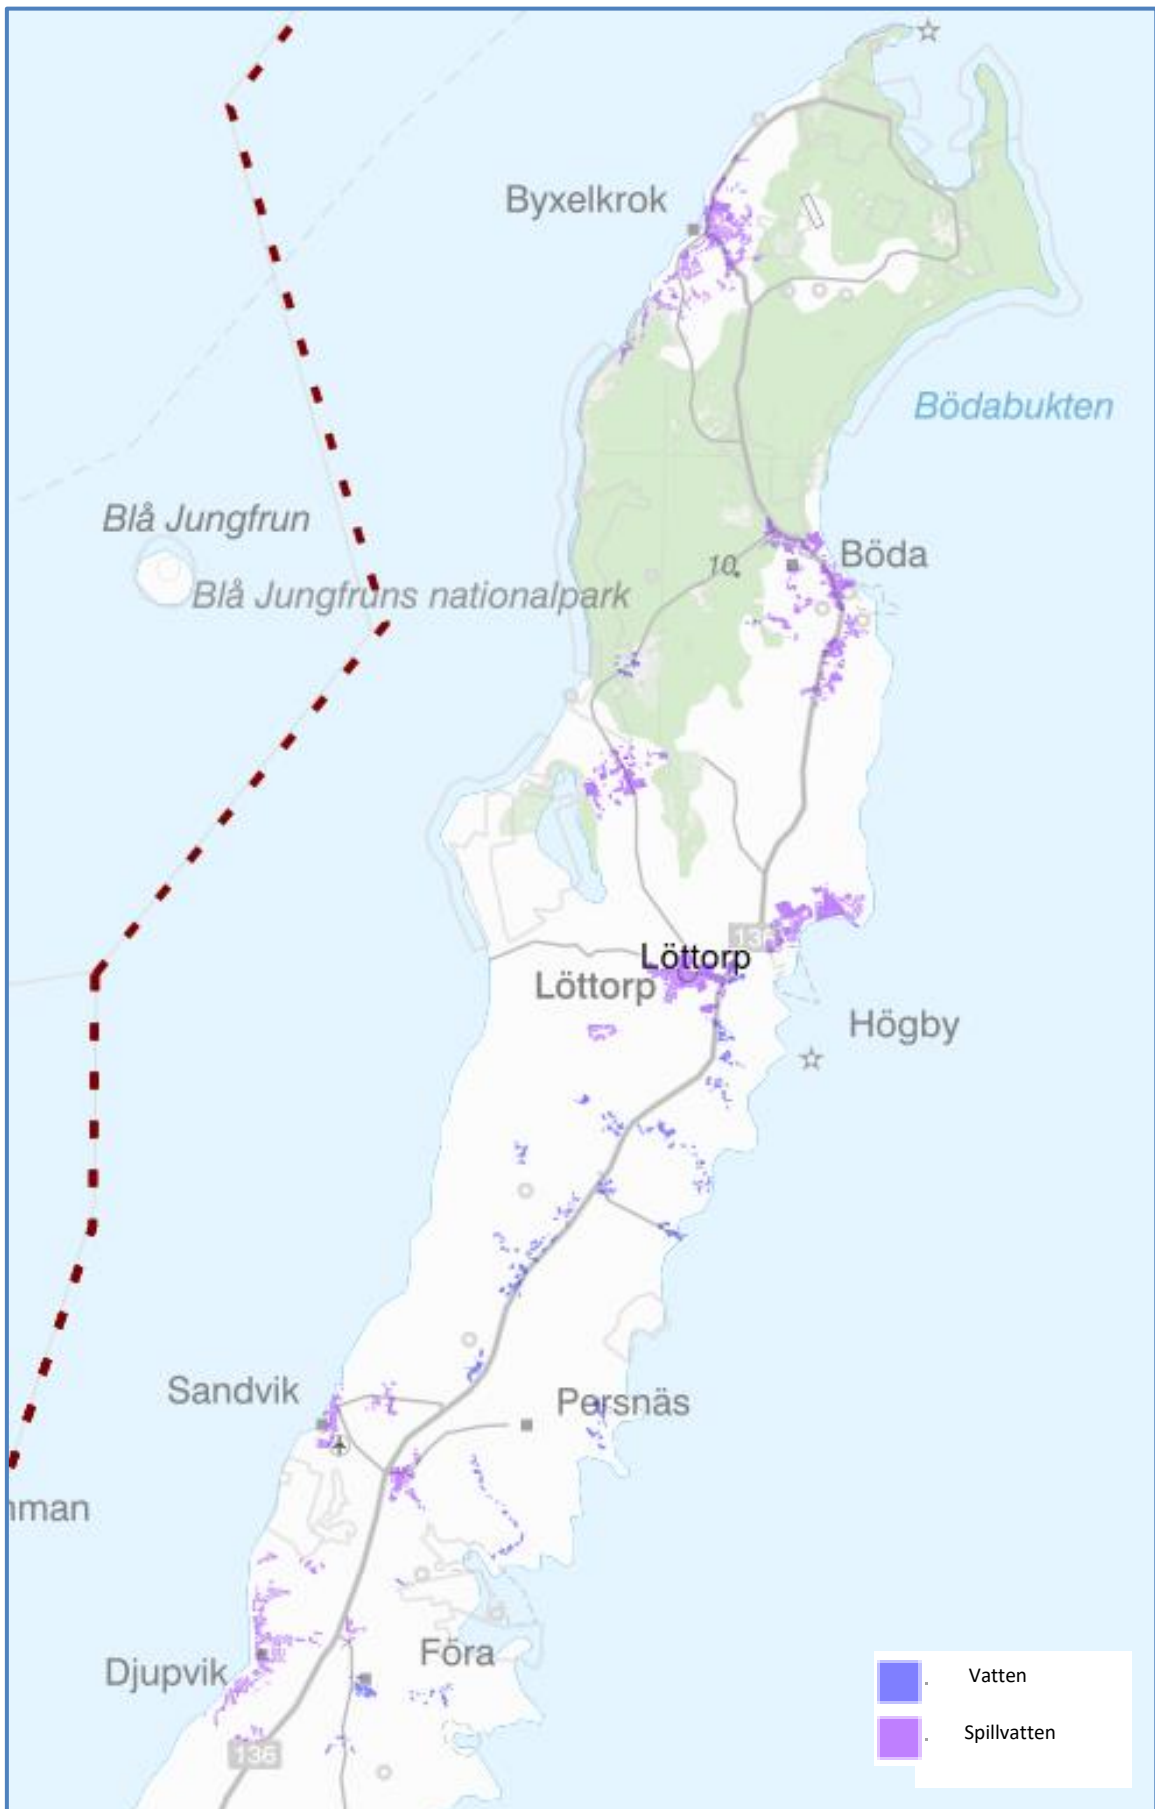 Byxelkrok
Bödabukten
Blå Jungfrun
Böda
10
Blå Jungfruns nationalpark
136
Löttorp
Löttorp
Högby
Sandvik
Persnäs
nman
Föra
Djupvik
Vatten
Spillvatten
136